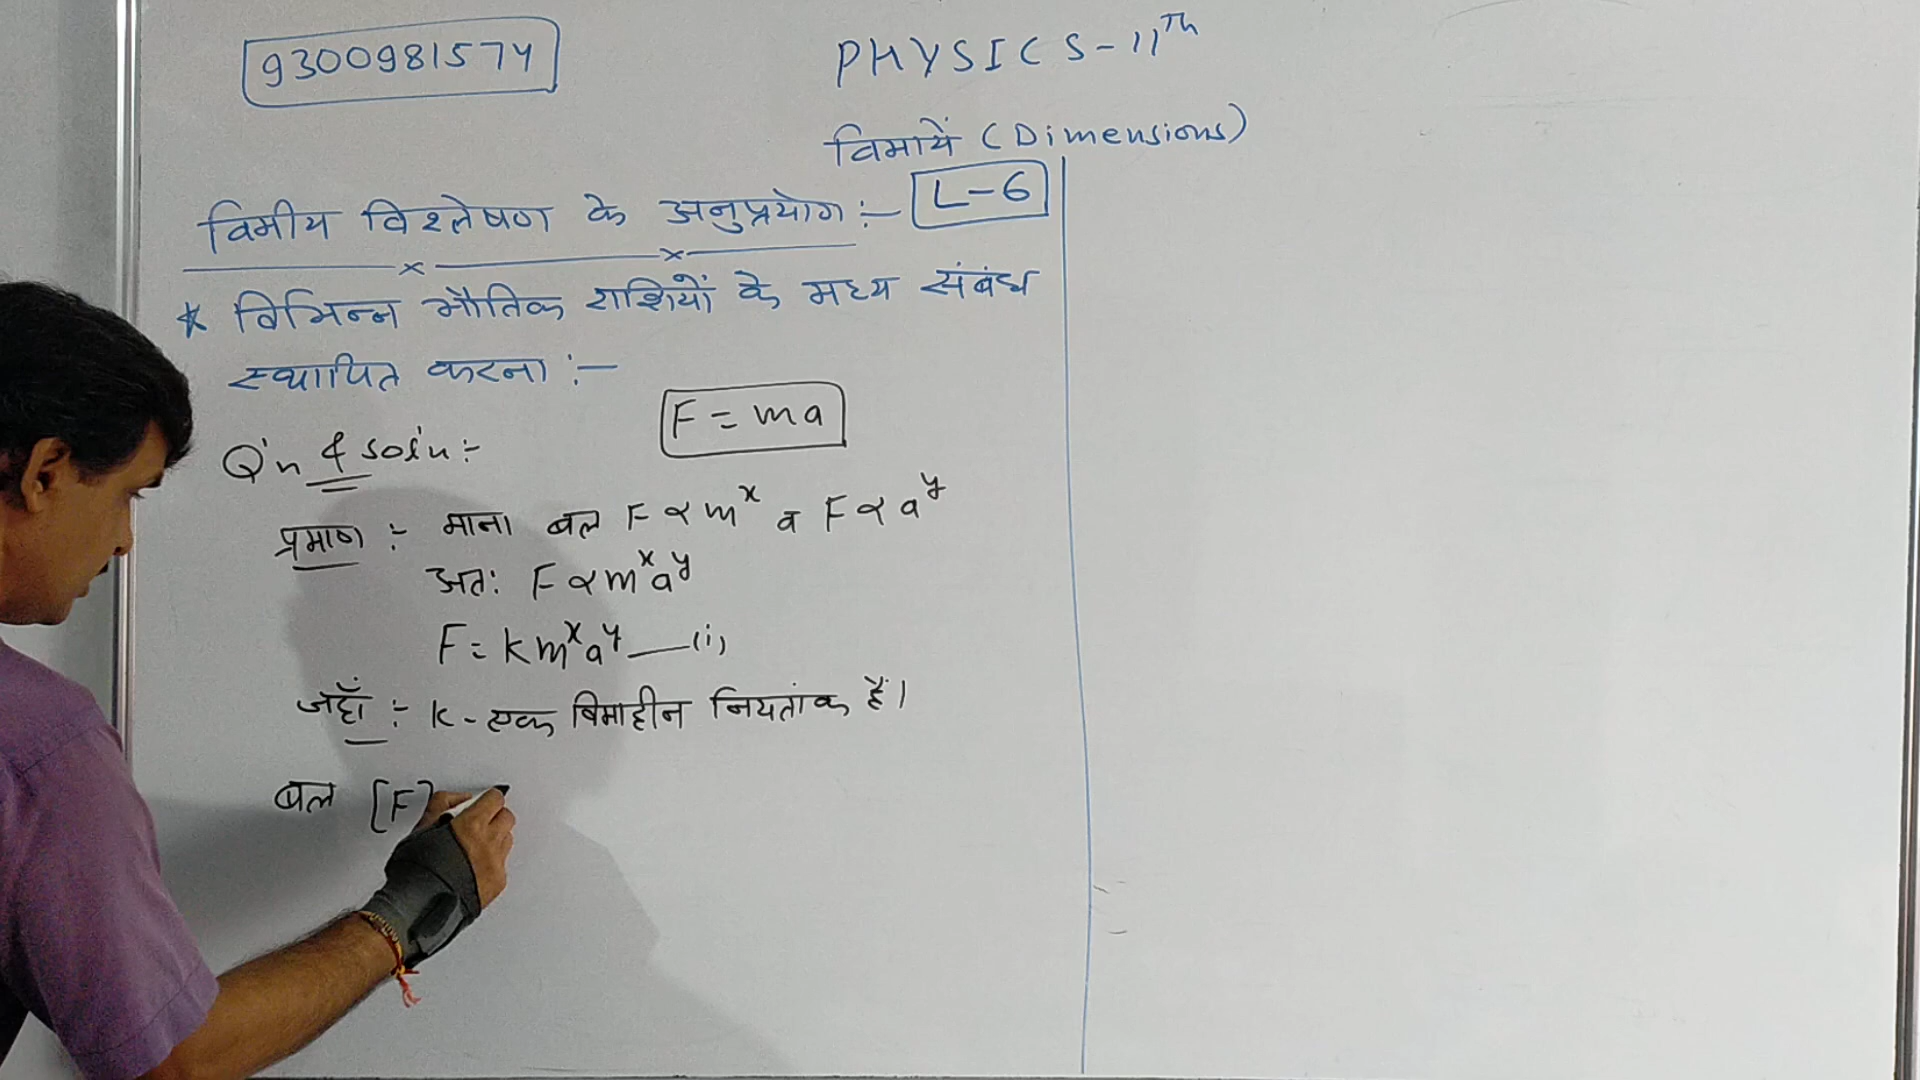 9300981574
PHYSICS-11Th
विमायें (Dimensions)
विमीय विश्लेषण के अनुप्रयोग :- L-6
* विभिन्न भौतिक राशियों के मध्य संबंध
स्थापित करना :-
F = ma
Q'n & sol'n :-
प्रमाण :- माना बल F ∝ m^x व F ∝ a^y
अतः F ∝ m^x a^y
F = k m^x a^y —(i)
जहाँ :- k - एक विमाहीन नियतांक हैं।
बल [F]